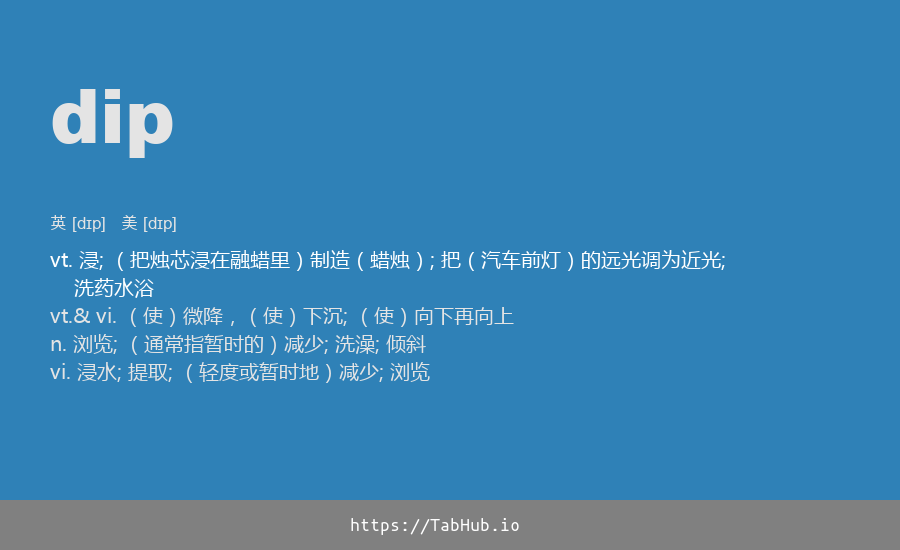 dip
英 [dɪp] 美 [dɪp]
vt. 浸; （把烛芯浸在融蜡里）制造（蜡烛）; 把（汽车前灯）的远光调为近光;
洗药水浴
vt.& vi. （使）微降，（使）下沉; （使）向下再向上
n. 浏览; （通常指暂时的）减少; 洗澡; 倾斜
vi. 浸水; 提取; （轻度或暂时地）减少; 浏览
https://TabHub.io